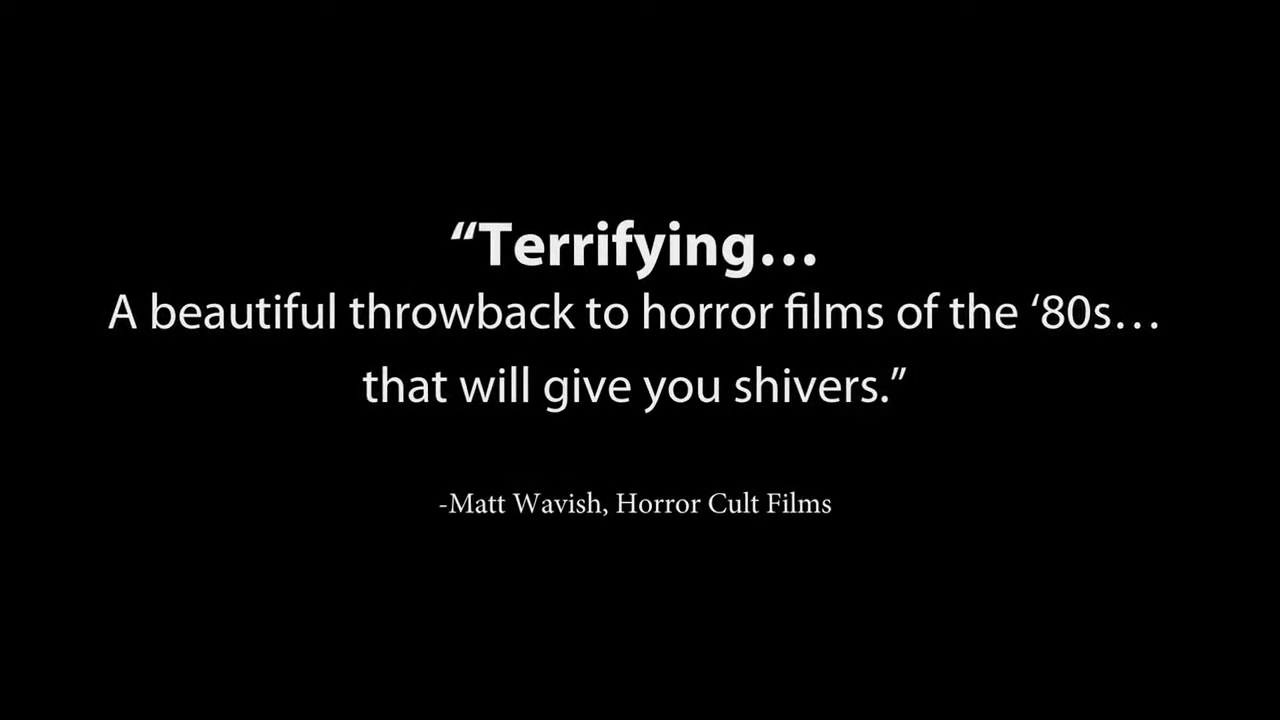 “Terrifying…
A beautiful throwback to horror films of the ‘80s…
that will give you shivers.”
-Matt Wavish, Horror Cult Films